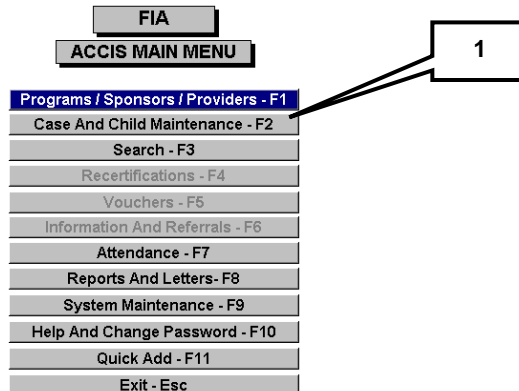 FIA
ACCIS MAIN MENU
1
Programs / Sponsors / Providers - F1
Case And Child Maintenance - F2
Search - F3
Recertifications - F4
Vouchers - F5
Information And Referrals - F6
Attendance - F7
Reports And Letters- F8
System Maintenance - F9
Help And Change Password - F10
Quick Add - F11
Exit - Esc